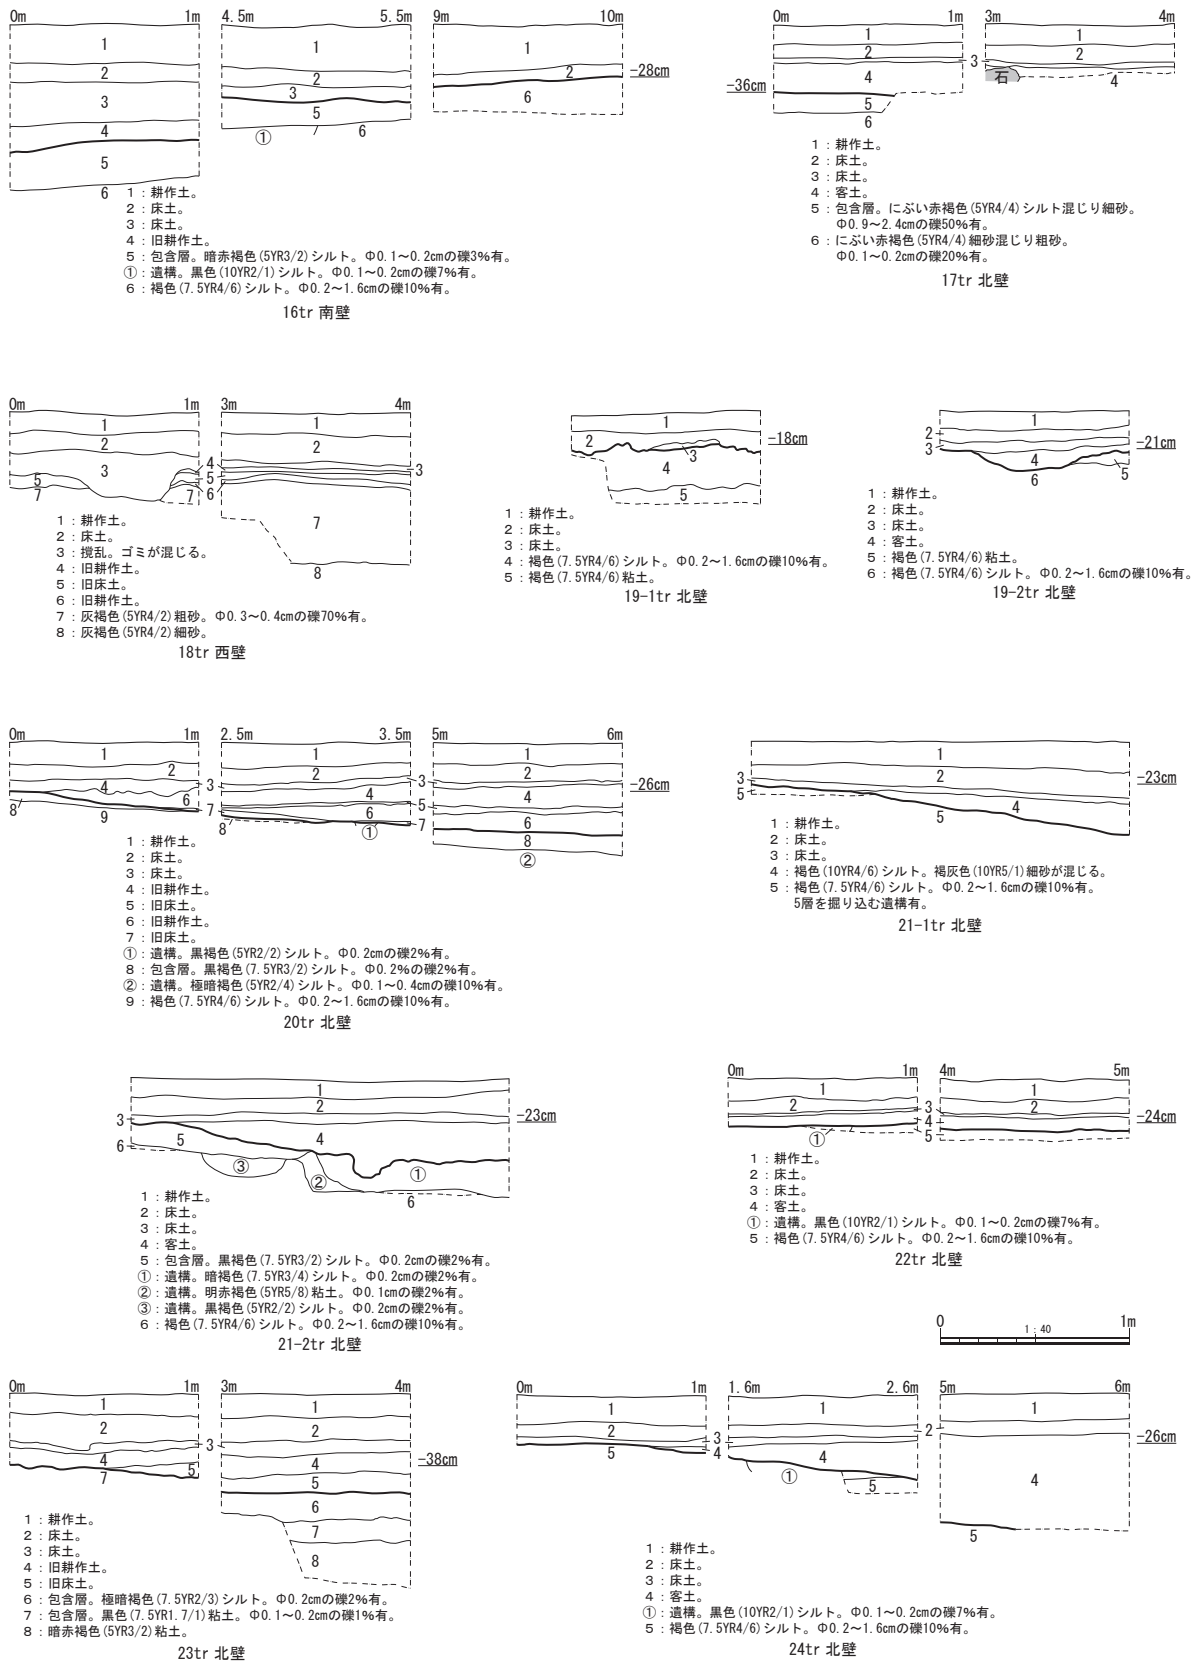 0m 1m 4.5m 5.5m 9m 10m
1 1 1
2 2 2 -28cm
3 3 6
4 5
5 ① 6
6
1：耕作土。
2：床土。
3：床土。
4：旧耕作土。
5：包含層。暗赤褐色(5YR3/2)シルト。Φ0.1～0.2cmの礫3%有。
①：遺構。黒色(10YR2/1)シルト。Φ0.1～0.2cmの礫7%有。
6：褐色(7.5YR4/6)シルト。Φ0.2～1.6cmの礫10%有。
16tr 南壁
0m 1m 3m 4m
1 1
2 3 2
4 石 4
-36cm
5
6
1：耕作土。
2：床土。
3：床土。
4：客土。
5：包含層。にぶい赤褐色(5YR4/4)シルト混じり細砂。
Φ0.9～2.4cmの礫50%有。
6：にぶい赤褐色(5YR4/4)細砂混じり粗砂。
Φ0.1～0.2cmの礫20%有。
17tr 北壁
0m 1m 3m 4m
1 1
2 2
3 4 3
5 5
7 7 6 7
8
1：耕作土。
2：床土。
3：撹乱。ゴミが混じる。
4：旧耕作土。
5：旧床土。
6：旧耕作土。
7：灰褐色(5YR4/2)粗砂。Φ0.3～0.4cmの礫70%有。
8：灰褐色(5YR4/2)細砂。
18tr 西壁
1
2 -18cm
3
4
5
1：耕作土。
2：床土。
3：床土。
4：褐色(7.5YR4/6)シルト。Φ0.2～1.6cmの礫10%有。
5：褐色(7.5YR4/6)粘土。
19-1tr 北壁
1
2 -21cm
3 4
6 5
1：耕作土。
2：床土。
3：床土。
4：客土。
5：褐色(7.5YR4/6)粘土。
6：褐色(7.5YR4/6)シルト。Φ0.2～1.6cmの礫10%有。
19-2tr 北壁
0m 1m 2.5m 3.5m 5m 6m
1 1 1
2 2 2
4 3 3 -26cm
6 4 5 4
8 7 6 6
9 8 ① 7 8
②
1：耕作土。
2：床土。
3：床土。
4：旧耕作土。
5：旧床土。
6：旧耕作土。
7：旧床土。
①：遺構。黒褐色(5YR2/2)シルト。Φ0.2cmの礫2%有。
8：包含層。黒褐色(7.5YR3/2)シルト。Φ0.2%の礫2%有。
②：遺構。極暗褐色(5YR2/4)シルト。Φ0.1～0.4cmの礫10%有。
9：褐色(7.5YR4/6)シルト。Φ0.2～1.6cmの礫10%有。
20tr 北壁
1
3 2 -23cm
5 4
5
1：耕作土。
2：床土。
3：床土。
4：褐色(10YR4/6)シルト。褐灰色(10YR5/1)細砂が混じる。
5：褐色(7.5YR4/6)シルト。Φ0.2～1.6cmの礫10%有。
5層を掘り込む遺構有。
21-1tr 北壁
1
2
3 -23cm
6 5 4
③ ② ①
6
1：耕作土。
2：床土。
3：床土。
4：客土。
5：包含層。黒褐色(7.5YR3/2)シルト。Φ0.2cmの礫2%有。
①：遺構。暗褐色(7.5YR3/4)シルト。Φ0.2cmの礫2%有。
②：遺構。明赤褐色(5YR5/8)粘土。Φ0.1cmの礫2%有。
③：遺構。黒褐色(5YR2/2)シルト。Φ0.2cmの礫2%有。
6：褐色(7.5YR4/6)シルト。Φ0.2～1.6cmの礫10%有。
21-2tr 北壁
0m 1m 4m 5m
1 1
2 3 2
4 -24cm
① 5
1：耕作土。
2：床土。
3：床土。
4：客土。
①：遺構。黒色(10YR2/1)シルト。Φ0.1～0.2cmの礫7%有。
5：褐色(7.5YR4/6)シルト。Φ0.2～1.6cmの礫10%有。
22tr 北壁
0 1：40 1m
0m 1m 3m 4m
1 1
2 2
3 3
4 4 -38cm
7 5 5
6
7
8
1：耕作土。
2：床土。
3：床土。
4：旧耕作土。
5：旧床土。
6：包含層。極暗褐色(7.5YR2/3)シルト。Φ0.2cmの礫2%有。
7：包含層。黒色(7.5YR1.7/1)粘土。Φ0.1～0.2cmの礫1%有。
8：暗赤褐色(5YR3/2)粘土。
23tr 北壁
0m 1m 1.6m 2.6m 5m 6m
1 1 1
2 3 2 -26cm
5 4 4 4
① 5
5
1：耕作土。
2：床土。
3：床土。
4：客土。
①：遺構。黒色(10YR2/1)シルト。Φ0.1～0.2cmの礫7%有。
5：褐色(7.5YR4/6)シルト。Φ0.2～1.6cmの礫10%有。
24tr 北壁